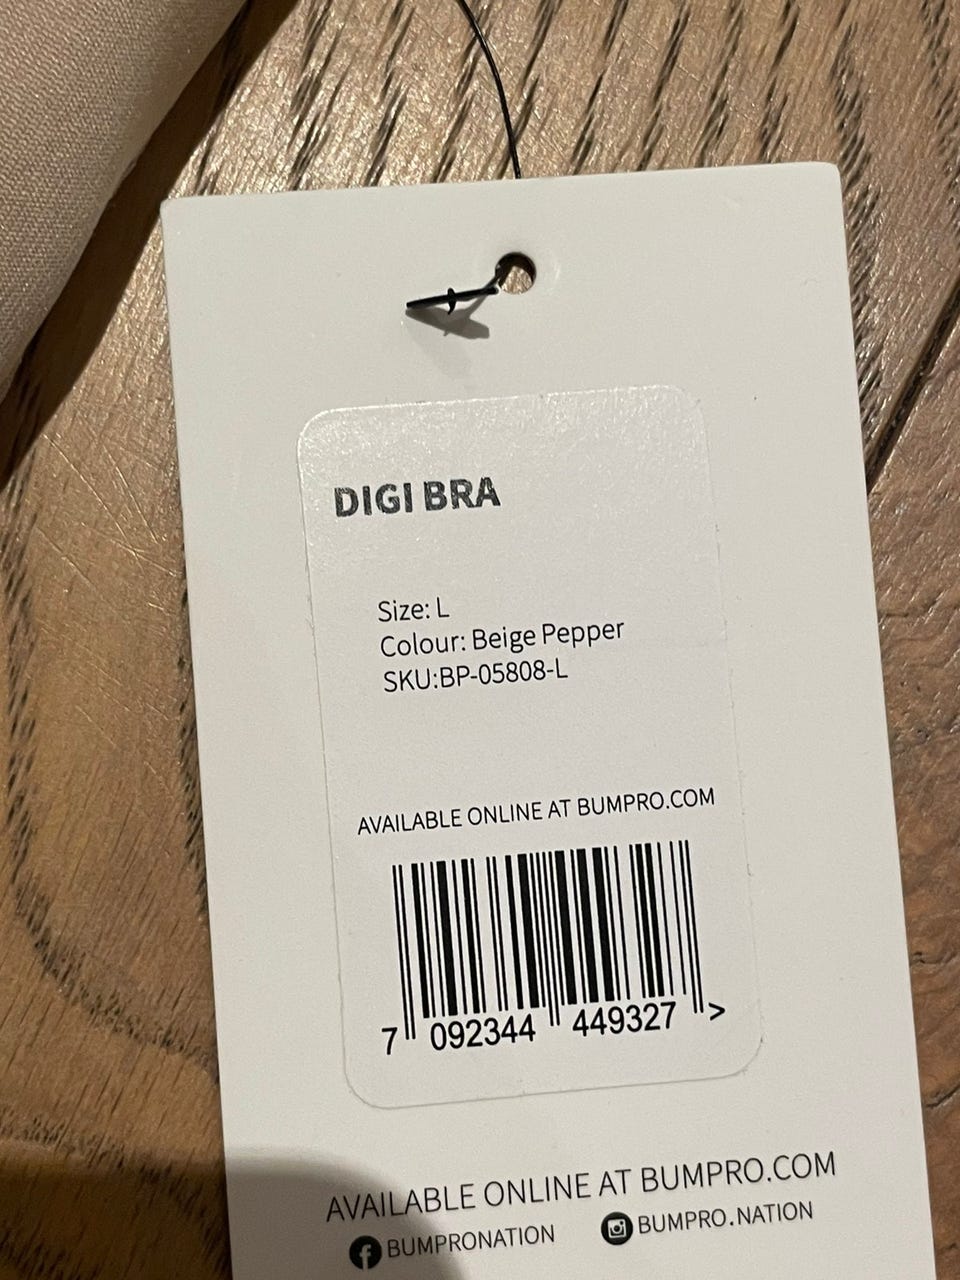 DIGI BRA
Size: L
Colour: Beige Pepper
SKU:BP-05808-L
AVAILABLE ONLINE AT BUMPRO.COM
7 092344 449327 >
AVAILABLE ONLINE AT BUMPRO.COM
BUMPRONATION BUMPRO.NATION